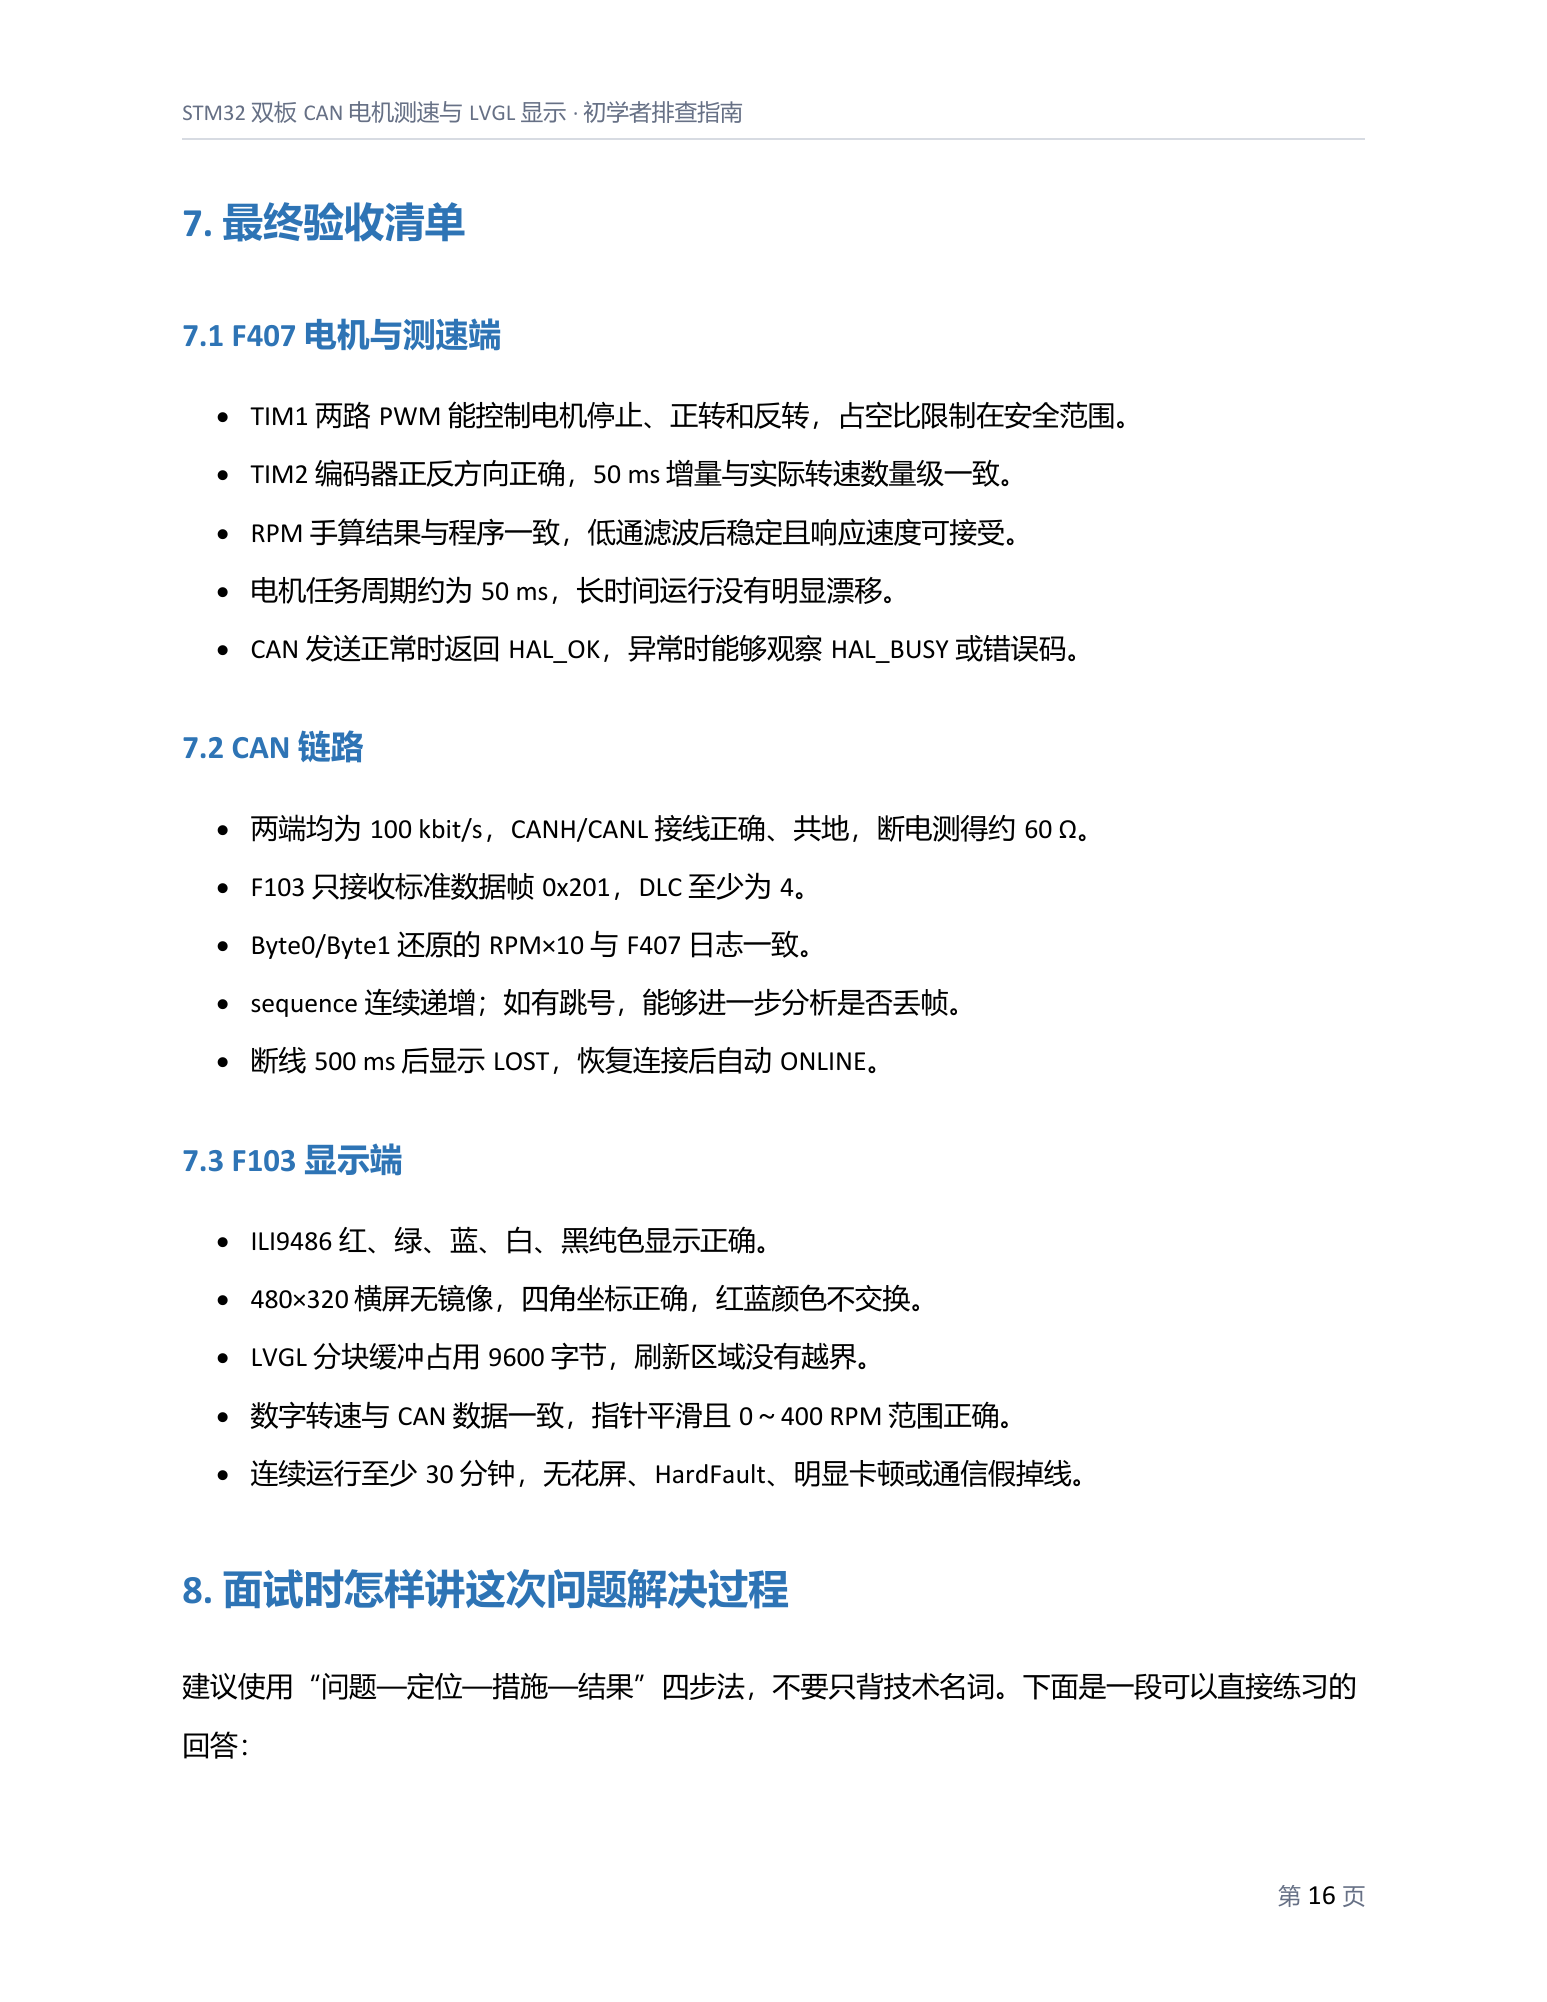 STM32 双板 CAN 电机测速与 LVGL 显示 · 初学者排查指南
7. 最终验收清单
7.1 F407 电机与测速端
• TIM1 两路 PWM 能控制电机停止、正转和反转，占空比限制在安全范围。
• TIM2 编码器正反方向正确，50 ms 增量与实际转速数量级一致。
• RPM 手算结果与程序一致，低通滤波后稳定且响应速度可接受。
• 电机任务周期约为 50 ms，长时间运行没有明显漂移。
• CAN 发送正常时返回 HAL_OK，异常时能够观察 HAL_BUSY 或错误码。
7.2 CAN 链路
• 两端均为 100 kbit/s，CANH/CANL 接线正确、共地，断电测得约 60 Ω。
• F103 只接收标准数据帧 0x201，DLC 至少为 4。
• Byte0/Byte1 还原的 RPM×10 与 F407 日志一致。
• sequence 连续递增；如有跳号，能够进一步分析是否丢帧。
• 断线 500 ms 后显示 LOST，恢复连接后自动 ONLINE。
7.3 F103 显示端
• ILI9486 红、绿、蓝、白、黑纯色显示正确。
• 480×320 横屏无镜像，四角坐标正确，红蓝颜色不交换。
• LVGL 分块缓冲占用 9600 字节，刷新区域没有越界。
• 数字转速与 CAN 数据一致，指针平滑且 0～400 RPM 范围正确。
• 连续运行至少 30 分钟，无花屏、HardFault、明显卡顿或通信假掉线。
8. 面试时怎样讲这次问题解决过程
建议使用“问题—定位—措施—结果”四步法，不要只背技术名词。下面是一段可以直接练习的
回答：
第 16 页